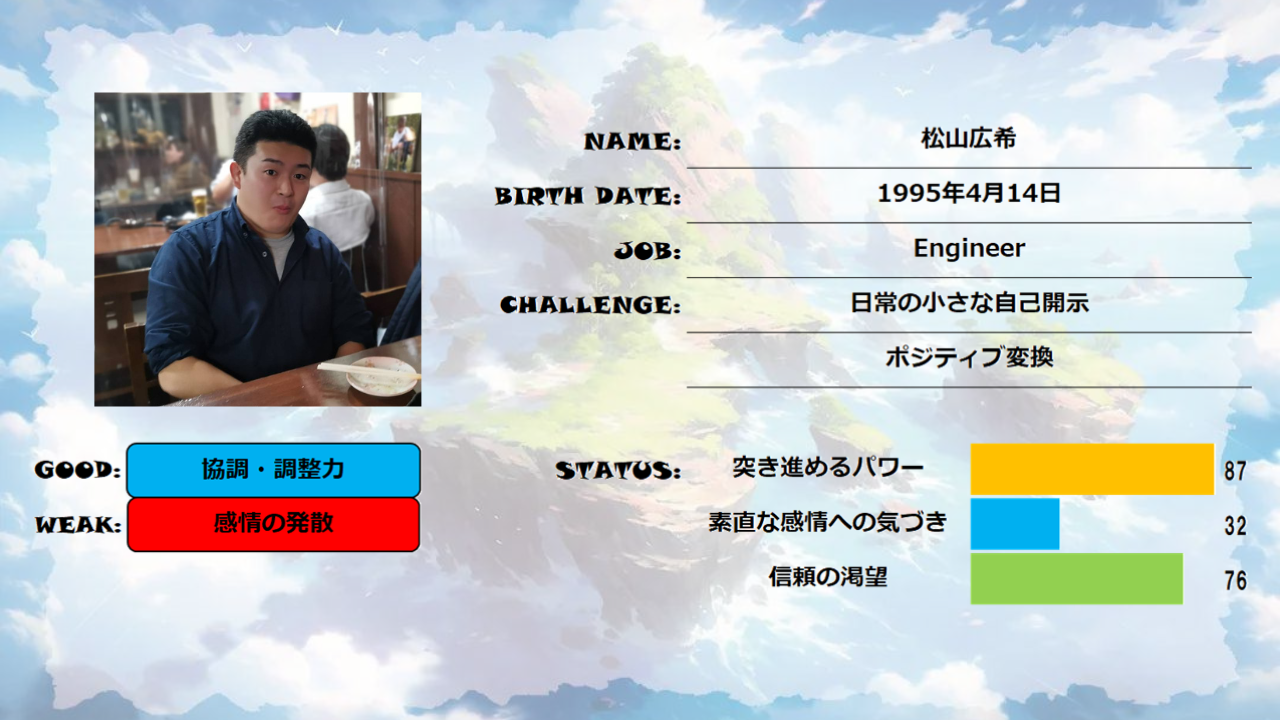 NAME: 松山広希
BIRTH DATE: 1995年4月14日
JOB: Engineer
CHALLENGE: 日常の小さな自己開示
ポジティブ変換
GOOD: 協調・調整力
WEAK: 感情の発散
STATUS: 突き進めるパワー 87
素直な感情への気づき 32
信頼の渇望 76